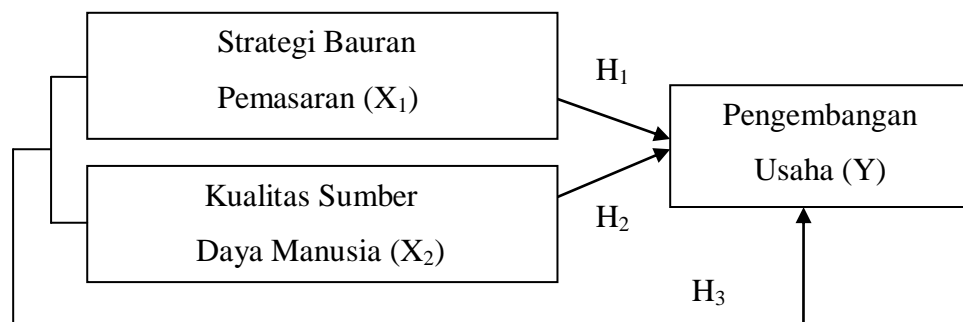 Strategi Bauran
Pemasaran (X₁)
H₁
Pengembangan
Usaha (Y)
Kualitas Sumber
Daya Manusia (X₂)
H₂
H₃